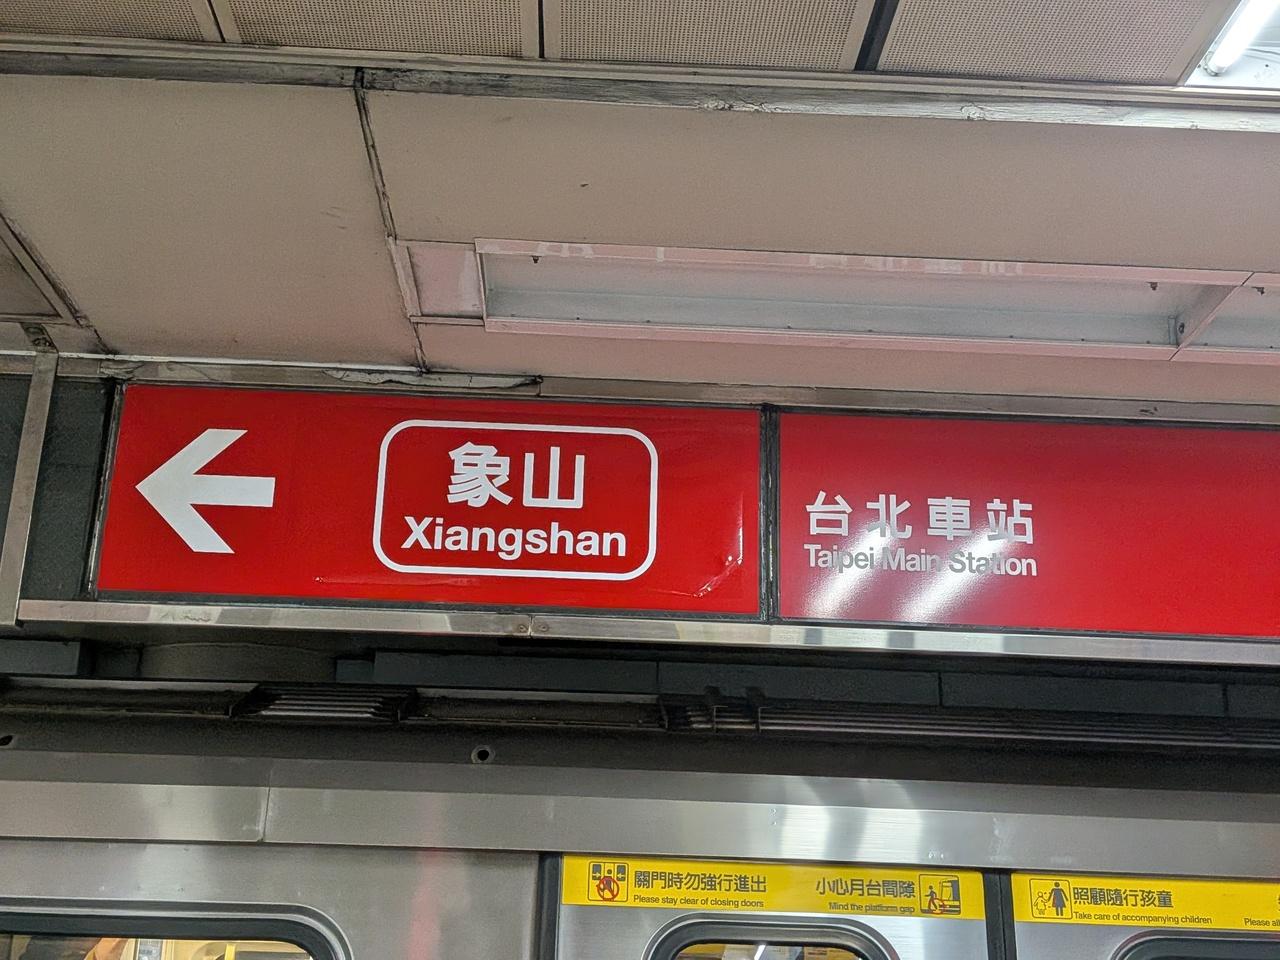 象山
Xiangshan
台北車站
Taipei Main Station
關門時勿強行進出
Please stay clear of closing doors
小心月台間隙
Mind the platform gap
照顧隨行孩童
Take care of accompanying children
Please al